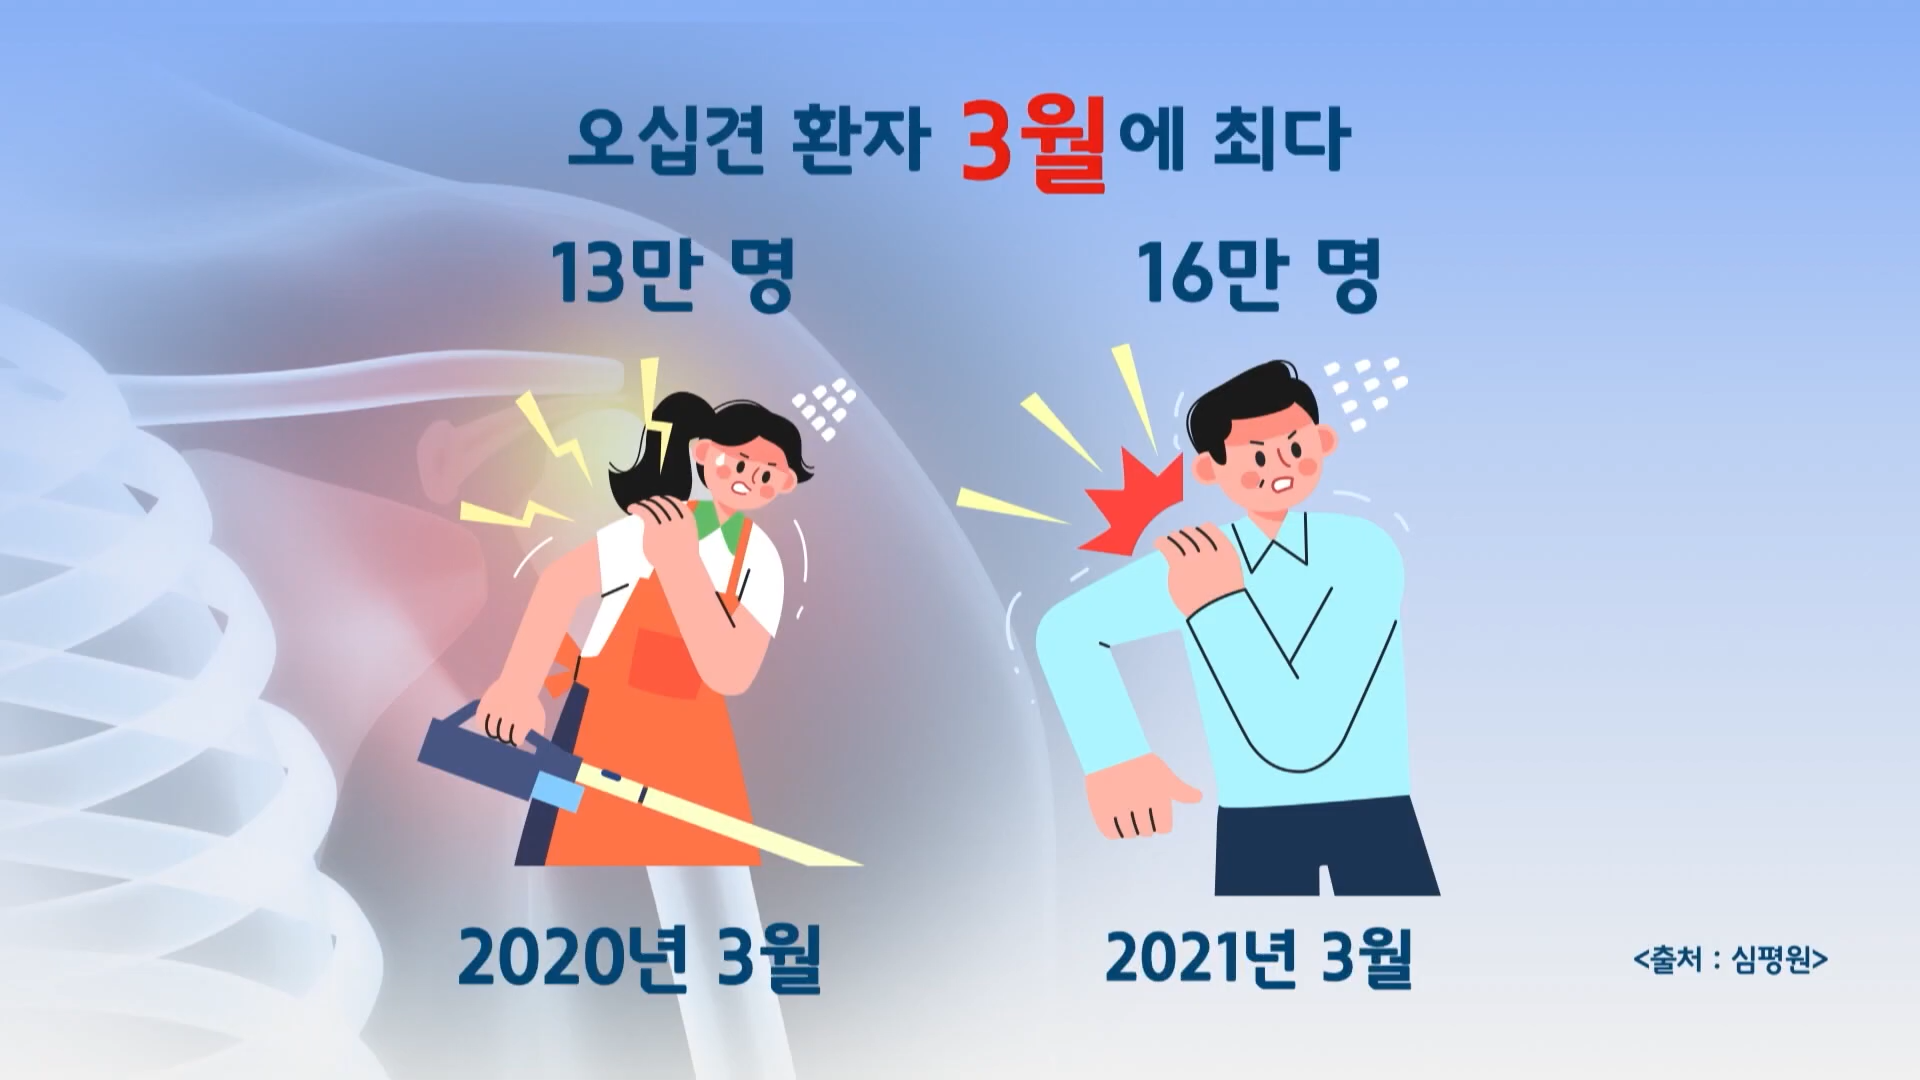 오십견 환자 3월에 최다
13만 명
16만 명
2020년 3월
2021년 3월
<출처 : 심평원>